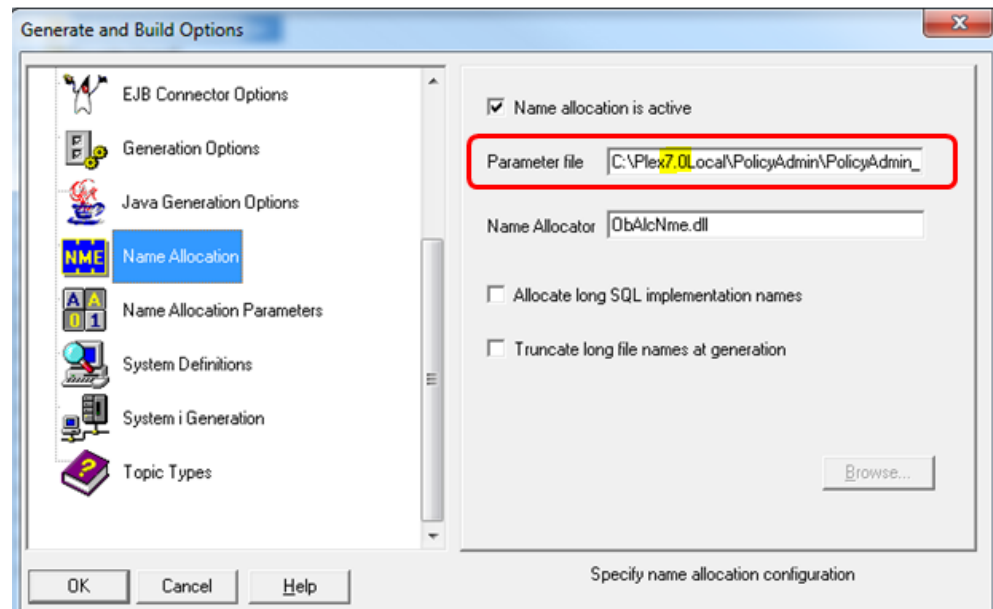 Generate and Build Options
EJB Connector Options
Generation Options
Java Generation Options
NME
Name Allocation
Name Allocation Parameters
System Definitions
System i Generation
Topic Types
Name allocation is active
Parameter file
C:\Plex7.0Local\PolicyAdmin\PolicyAdmin_
Name Allocator
ObAlcNme.dll
Allocate long SQL implementation names
Truncate long file names at generation
Browse...
Specify name allocation configuration
OK
Cancel
Help